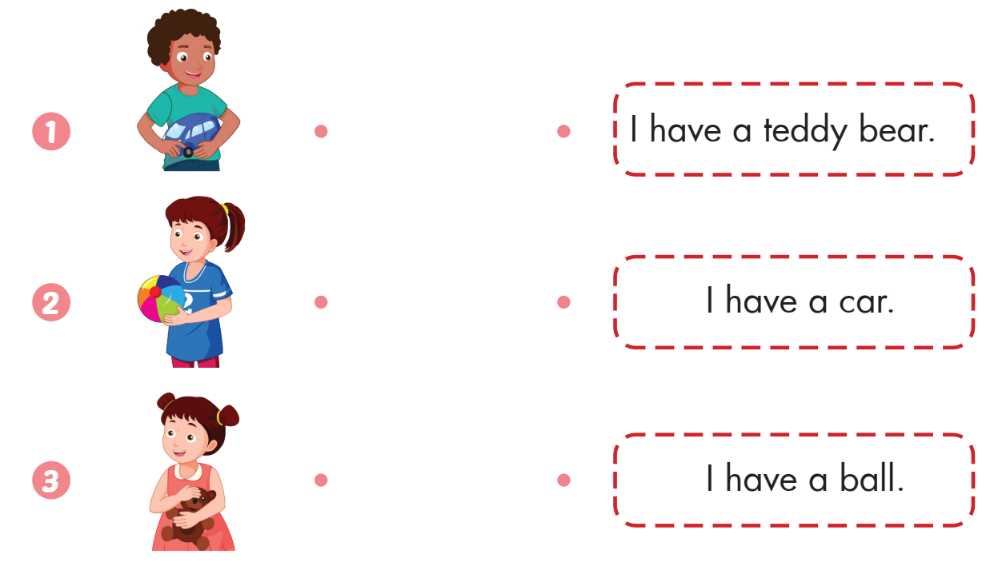 1
I have a teddy bear.
2
I have a car.
3
I have a ball.